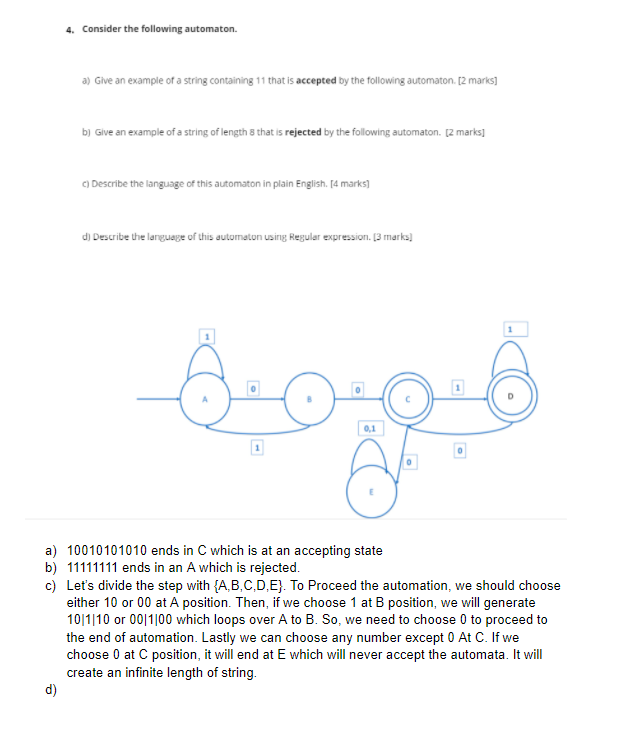 4. Consider the following automaton.
a) Give an example of a string containing 11 that is accepted by the following automaton. [2 marks]
b) Give an example of a string of length 8 that is rejected by the following automaton. [2 marks]
c) Describe the language of this automaton in plain English. [4 marks]
d) Describe the language of this automaton using Regular expression. [3 marks]
1
1
0
0
1
A
B
C
D
0,1
1
0
0
E
a) 10010101010 ends in C which is at an accepting state
b) 11111111 ends in an A which is rejected.
c) Let's divide the step with {A,B,C,D,E}. To Proceed the automation, we should choose
either 10 or 00 at A position. Then, if we choose 1 at B position, we will generate
10|1|10 or 00|1|00 which loops over A to B. So, we need to choose 0 to proceed to
the end of automation. Lastly we can choose any number except 0 At C. If we
choose 0 at C position, it will end at E which will never accept the automata. It will
create an infinite length of string.
d)